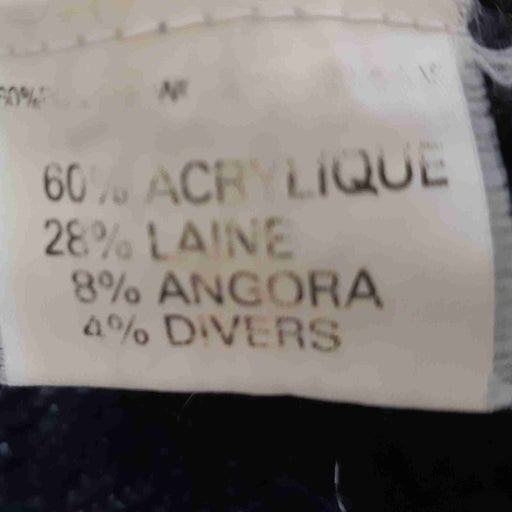 60% ACRYLIQUE
28% LAINE
8% ANGORA
4% DIVERS